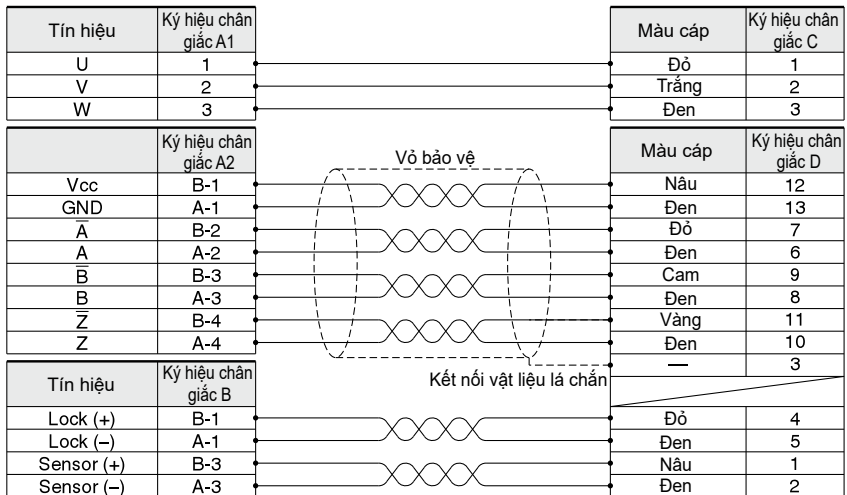 Tín hiệu Ký hiệu chân giắc A1 Màu cáp Ký hiệu chân giắc C
U 1 Đỏ 1
V 2 Trắng 2
W 3 Đen 3
Ký hiệu chân giắc A2 Vỏ bảo vệ Màu cáp Ký hiệu chân giắc D
Vcc B-1 Nâu 12
GND A-1 Đen 13
A̅ B-2 Đỏ 7
A A-2 Đen 6
B̅ B-3 Cam 9
B A-3 Đen 8
Z̅ B-4 Vàng 11
Z A-4 Đen 10
— 3
Tín hiệu Ký hiệu chân giắc B Kết nối vật liệu lá chắn
Lock (+) B-1 Đỏ 4
Lock (–) A-1 Đen 5
Sensor (+) B-3 Nâu 1
Sensor (–) A-3 Đen 2